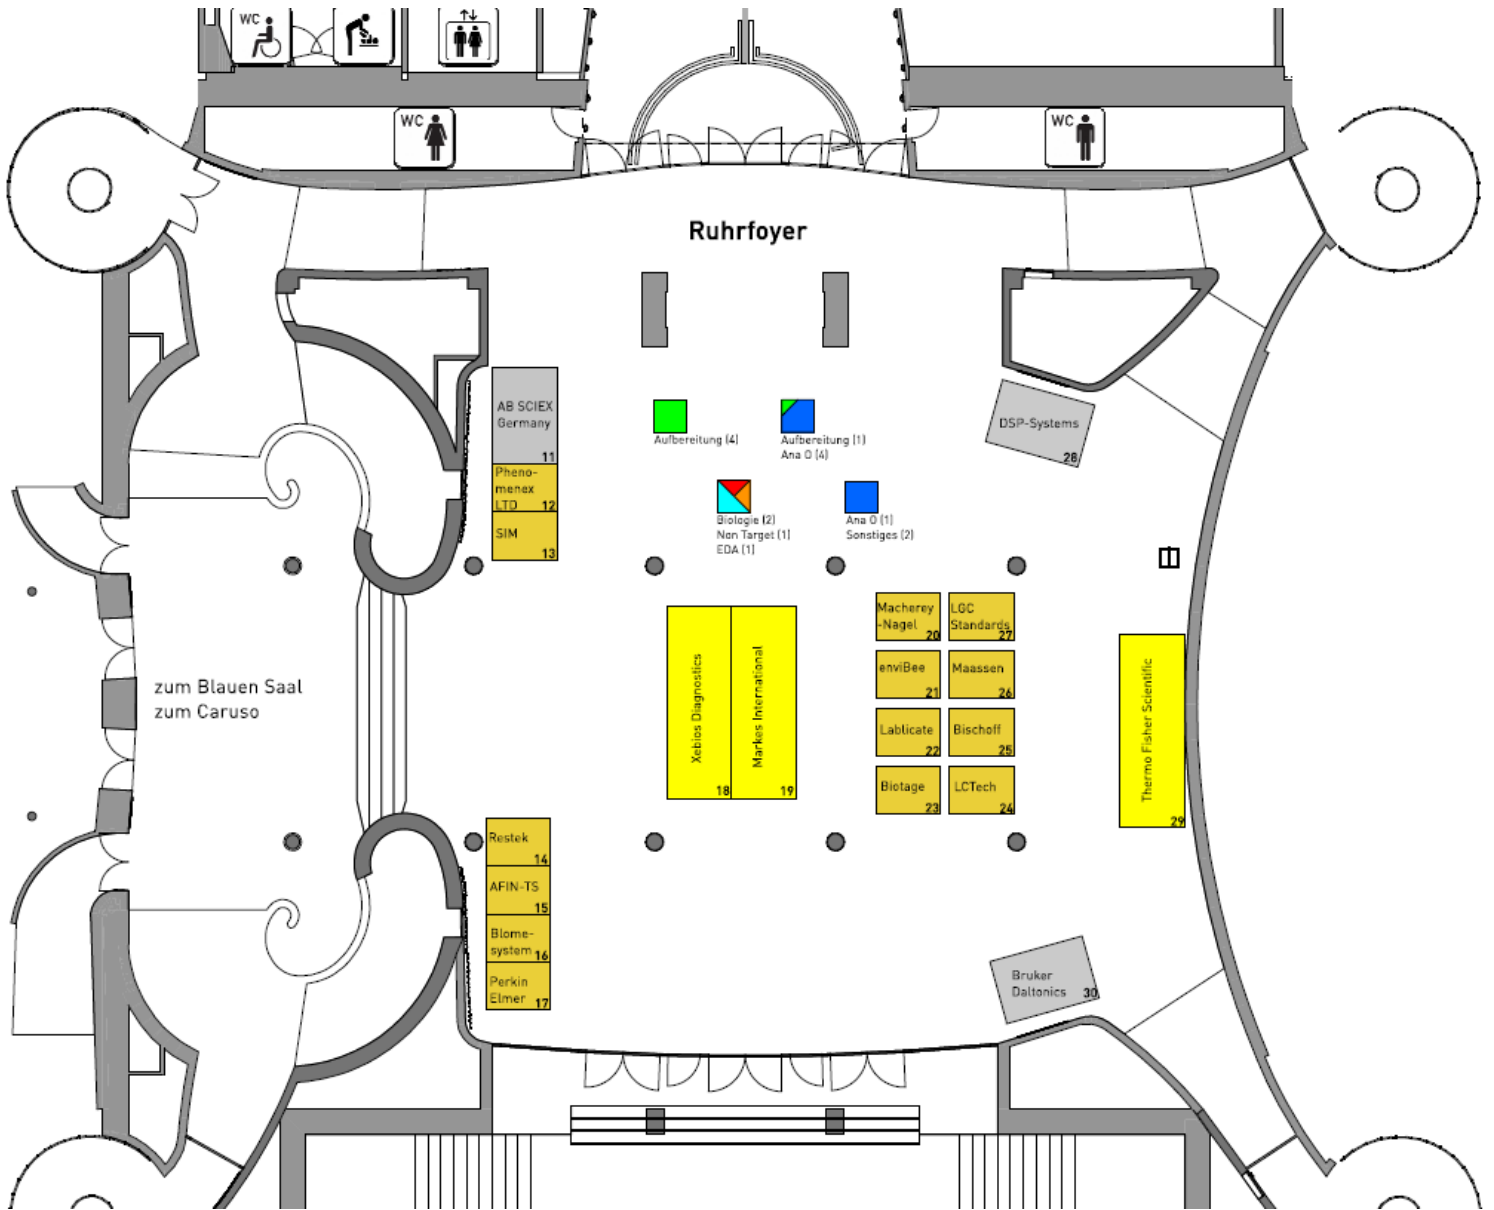 WC
WC
WC
Ruhrfoyer
AB SCIEX
Germany
11
Pheno-
menex
LTD 12
SIM
13
Aufbereitung (4)
Aufbereitung (1)
Ana O (4)
Biologie (2)
Non Target (1)
EDA (1)
Ana O (1)
Sonstiges (2)
DSP-Systems
28
Macherey
-Nagel
20
LGC
Standards
27
enviBee
21
Maassen
26
Lablicate
22
Bischoff
25
Biotage
23
LCTech
24
Xebios Diagnostics
18
Markes International
19
Thermo Fisher Scientific
29
zum Blauen Saal
zum Caruso
Restek
14
AFIN-TS
15
Blome-
system 16
Perkin
Elmer 17
Bruker
Daltonics 30